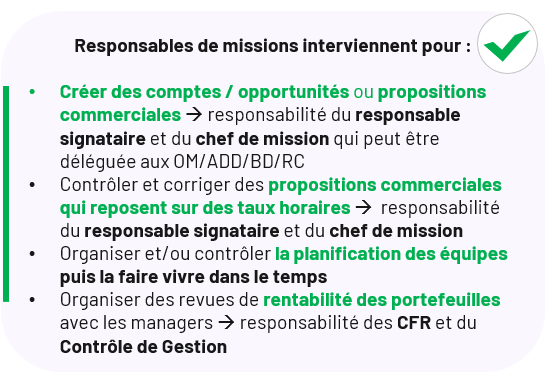 Responsables de missions interviennent pour :
• Créer des comptes / opportunités ou propositions
commerciales → responsabilité du responsable
signataire et du chef de mission qui peut être
déléguée aux OM/ADD/BD/RC
• Contrôler et corriger des propositions commerciales
qui reposent sur des taux horaires → responsabilité
du responsable signataire et du chef de mission
• Organiser et/ou contrôler la planification des équipes
puis la faire vivre dans le temps
• Organiser des revues de rentabilité des portefeuilles
avec les managers → responsabilité des CFR et du
Contrôle de Gestion